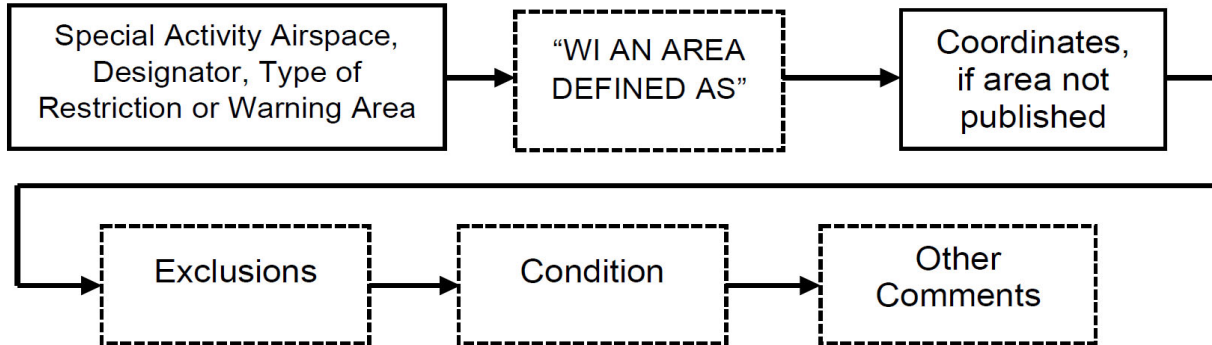 Special Activity Airspace,
Designator, Type of
Restriction or Warning Area
“WI AN AREA
DEFINED AS”
Coordinates,
if area not
published
Exclusions
Condition
Other
Comments